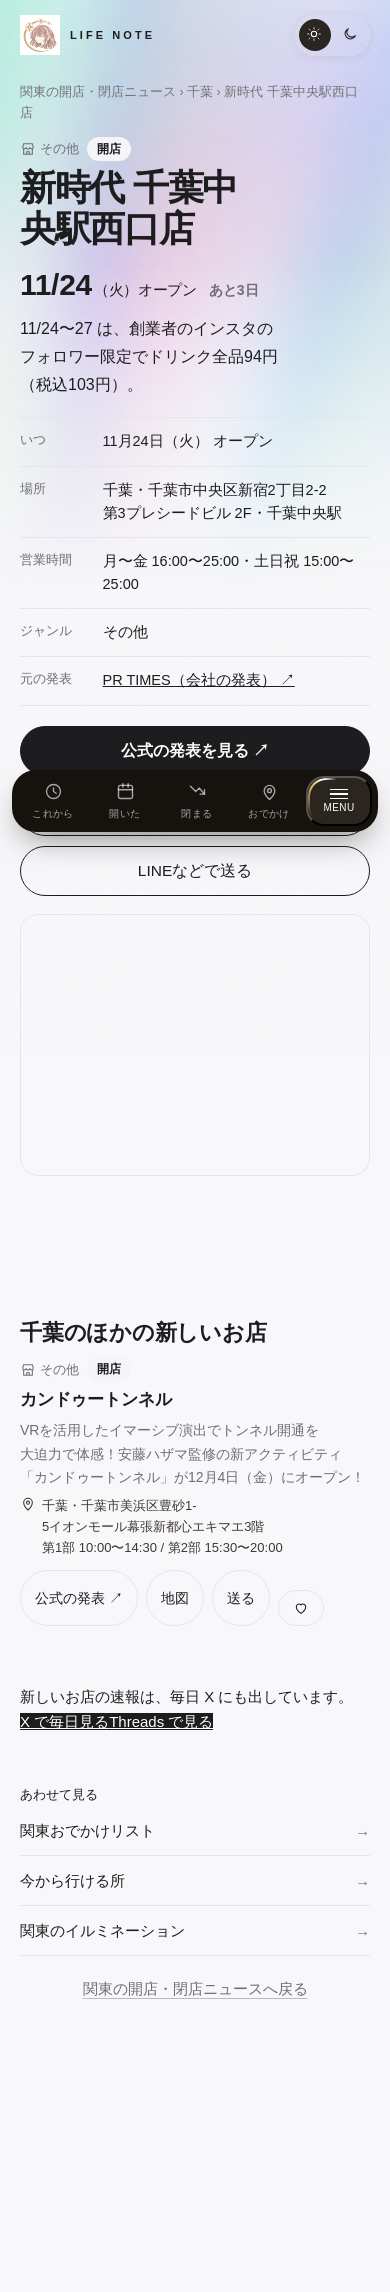 LIFE NOTE
関東の開店・閉店ニュース › 千葉 › 新時代 千葉中央駅西口
店
その他 開店
新時代 千葉中
央駅西口店
11/24（火）オープン あと3日
11/24〜27 は、創業者のインスタの
フォロワー限定でドリンク全品94円
（税込103円）。
いつ 11月24日（火） オープン
場所 千葉・千葉市中央区新宿2丁目2-2
第3プレシードビル 2F・千葉中央駅
営業時間 月〜金 16:00〜25:00・土日祝 15:00〜
25:00
ジャンル その他
元の発表 PR TIMES（会社の発表） ↗
公式の発表を見る ↗
これから 開いた 閉まる おでかけ MENU
LINEなどで送る
千葉のほかの新しいお店
その他 開店
カンドゥートンネル
VRを活用したイマーシブ演出でトンネル開通を
大迫力で体感！安藤ハザマ監修の新アクティビティ
「カンドゥートンネル」が12月4日（金）にオープン！
千葉・千葉市美浜区豊砂1-
5イオンモール幕張新都心エキマエ3階
第1部 10:00〜14:30 / 第2部 15:30〜20:00
公式の発表 ↗ 地図 送る
新しいお店の速報は、毎日 X にも出しています。
X で毎日見るThreads で見る
あわせて見る
関東おでかけリスト →
今から行ける所 →
関東のイルミネーション →
関東の開店・閉店ニュースへ戻る